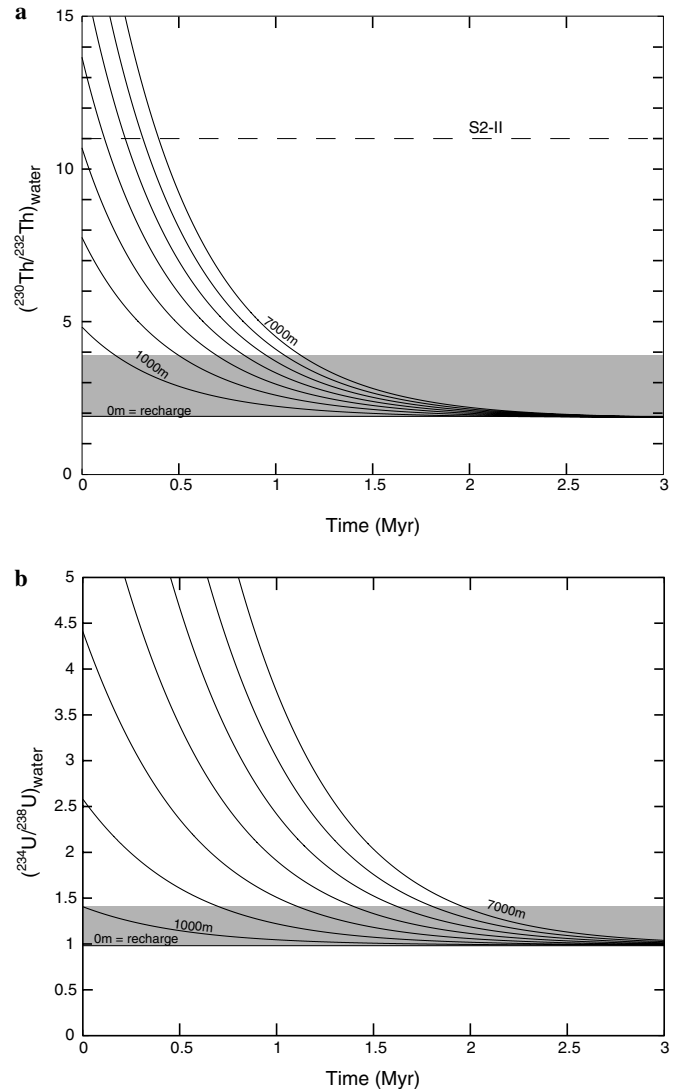 a
15
10
5
0
(²³⁰Th/²³²Th)water
S2-II
7000m
1000m
0m = recharge
0 0.5 1 1.5 2 2.5 3
Time (Myr)
b
5
4.5
4
3.5
3
2.5
2
1.5
1
0.5
0
(²³⁴U/²³⁸U)water
7000m
1000m
0m = recharge
0 0.5 1 1.5 2 2.5 3
Time (Myr)